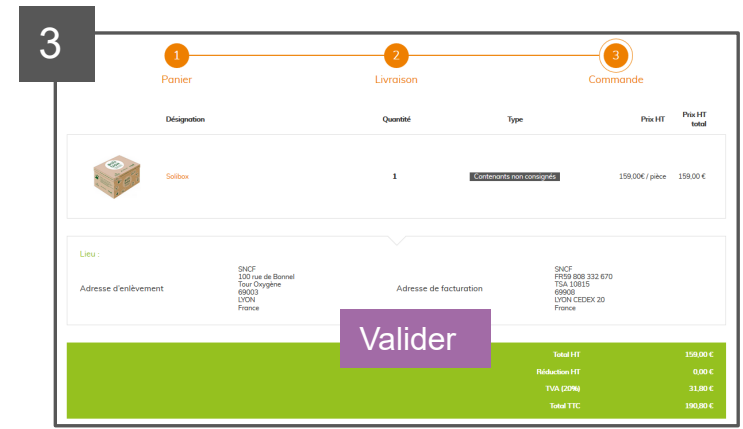 3
1
2
3
Panier
Livraison
Commande
Désignation
Quantité
Type
Prix HT
Prix HT
total
Solibox
1
Contenants non consignés
159,00€ / pièce
159,00 €
Lieu :
Adresse d'enlèvement
SNCF
100 rue de Bonnel
Tour Oxygène
69003
LYON
France
Adresse de facturation
SNCF
FR59 808 332 670
TSA 10815
69908
LYON CEDEX 20
France
Valider
Total HT
159,00 €
Réduction HT
0,00 €
TVA (20%)
31,80 €
Total TTC
190,80 €